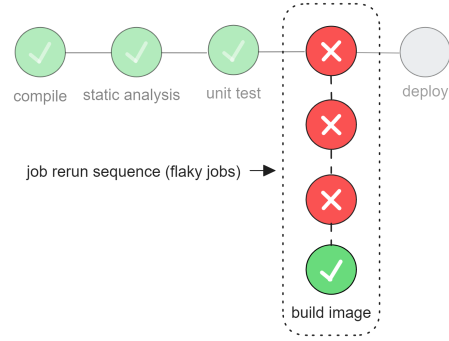 compile
static analysis
unit test
deploy
job rerun sequence (flaky jobs)
build image